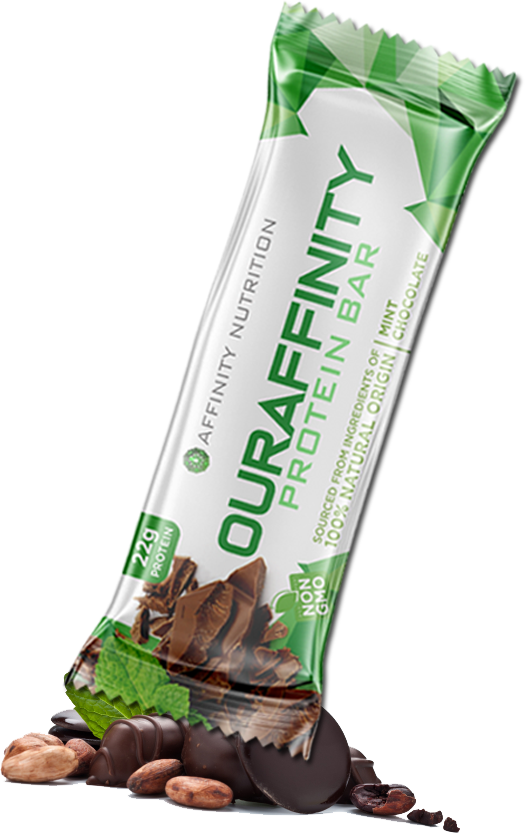 AFFINITY NUTRITION
OURAFFINITY
PROTEIN BAR
SOURCED FROM INGREDIENTS OF
100% NATURAL ORIGIN
MINT
CHOCOLATE
22g
PROTEIN
NON
GMO